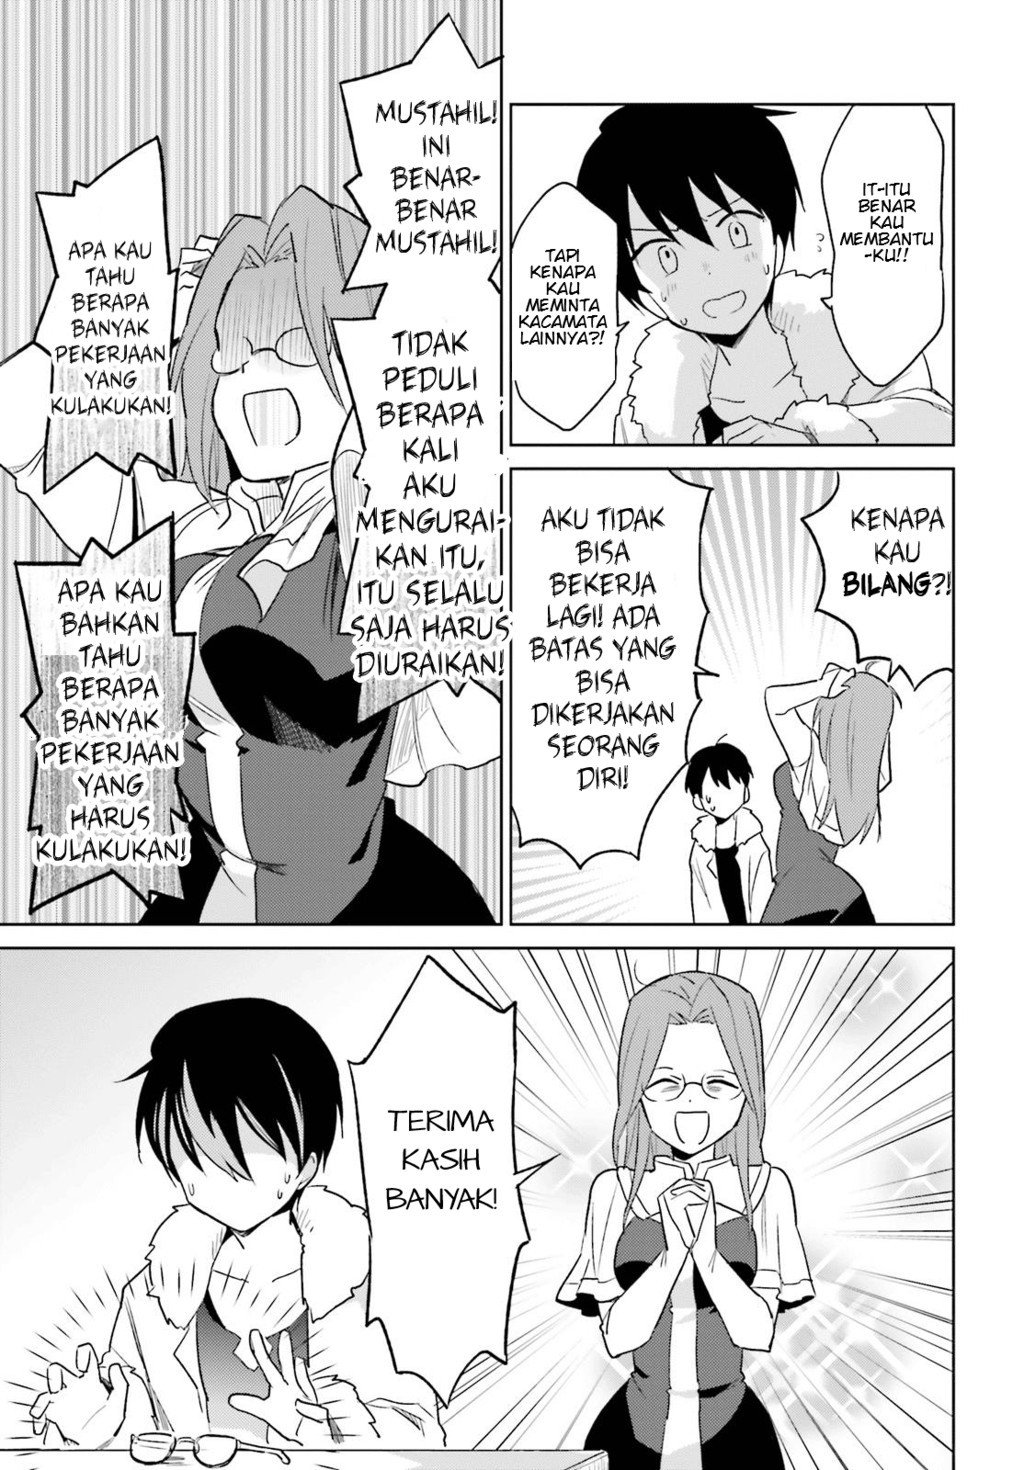 IT-ITU
BENAR
KAU
MEMBANTU
-KU!!
TAPI
KENAPA
KAU
MEMINTA
KACAMATA
LAINNYA?!
KENAPA
KAU
BILANG?!
AKU TIDAK
BISA
BEKERJA
LAGI! ADA
BATAS YANG
BISA
DIKERJAKAN
SEORANG
DIRI!
MUSTAHIL!
INI
BENAR-
BENAR
MUSTAHIL!
TIDAK
PEDULI
BERAPA
KALI
AKU
MENGURAI-
KAN ITU,
ITU SELALU
SAJA HARUS
DIURAIKAN!
APA KAU
TAHU
BERAPA
BANYAK
PEKERJAAN
YANG
KULAKUKAN!
APA KAU
BAHKAN
TAHU
BERAPA
BANYAK
PEKERJAAN
YANG
HARUS
KULAKUKAN!
TERIMA
KASIH
BANYAK!